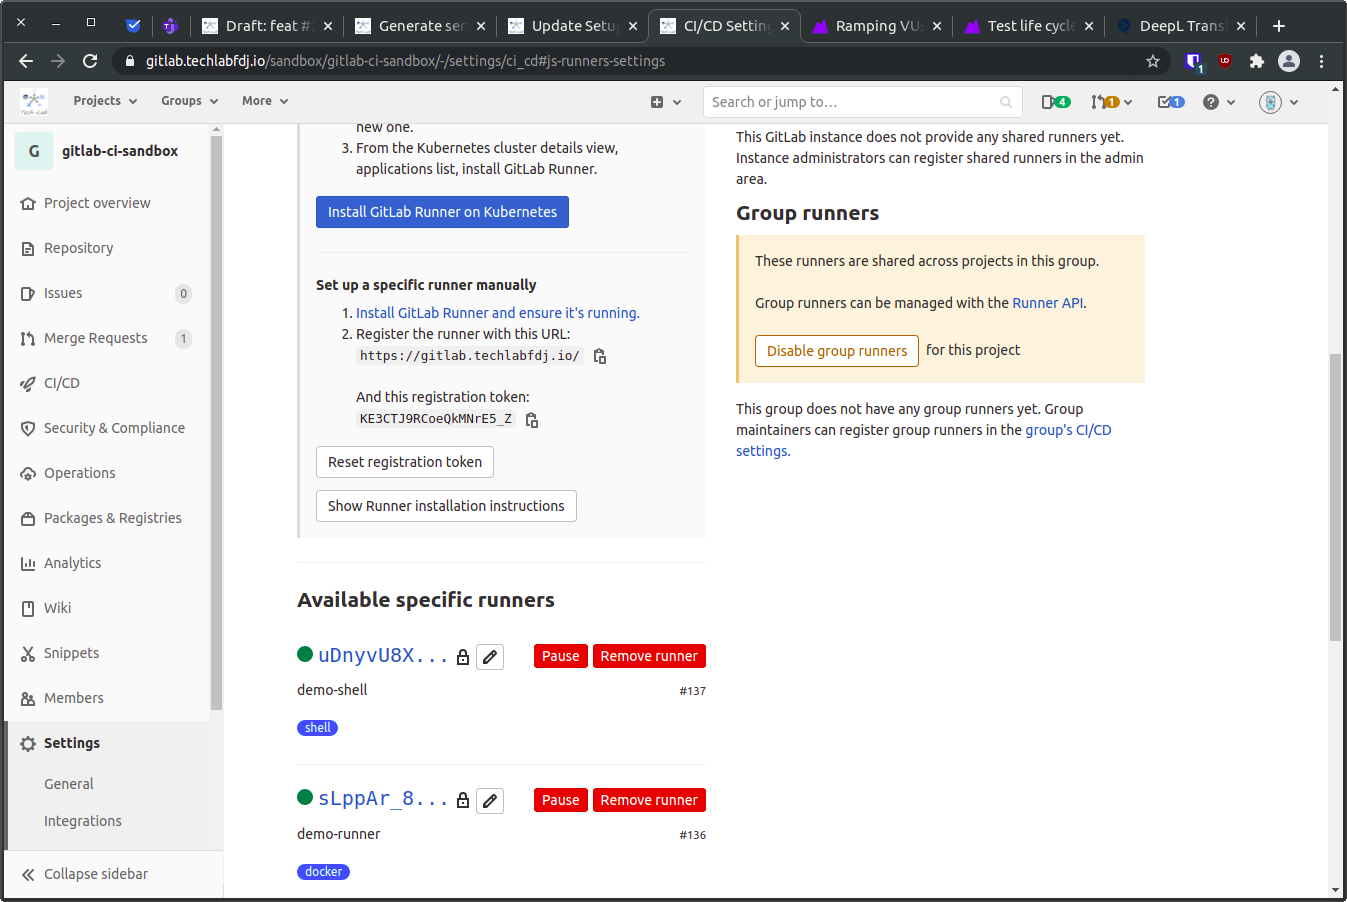 Draft: feat #
Generate ser
Update Setup
CI/CD Setting
Ramping VUs
Test life cycle
DeepL Trans
gitlab.techlabfdj.io/sandbox/gitlab-ci-sandbox/-/settings/ci_cd#js-runners-settings
1
Tech-Lab
Projects
Groups
More
Search or jump to...
4
1
1
G
gitlab-ci-sandbox
Project overview
Repository
Issues
0
Merge Requests
1
CI/CD
Security & Compliance
Operations
Packages & Registries
Analytics
Wiki
Snippets
Members
Settings
General
Integrations
Collapse sidebar
new one.
3. From the Kubernetes cluster details view,
applications list, install GitLab Runner.
Install GitLab Runner on Kubernetes
Set up a specific runner manually
1. Install GitLab Runner and ensure it's running.
2. Register the runner with this URL:
https://gitlab.techlabfdj.io/
And this registration token:
KE3CTJ9RCoeQkMNrE5_Z
Reset registration token
Show Runner installation instructions
Available specific runners
uDnyvU8X...
Pause
Remove runner
demo-shell
#137
shell
sLppAr_8...
Pause
Remove runner
demo-runner
#136
docker
This GitLab instance does not provide any shared runners yet.
Instance administrators can register shared runners in the admin
area.
Group runners
These runners are shared across projects in this group.
Group runners can be managed with the Runner API.
Disable group runners
for this project
This group does not have any group runners yet. Group
maintainers can register group runners in the group's CI/CD
settings.